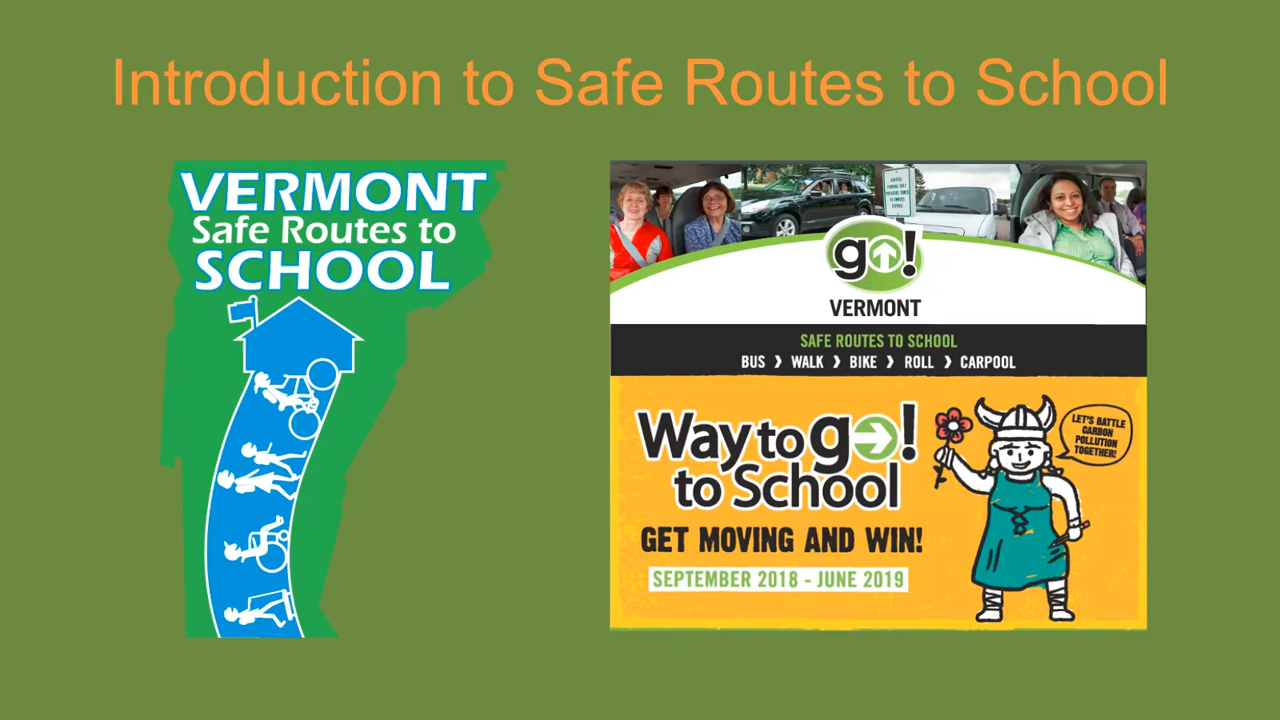 Introduction to Safe Routes to School
VERMONT
Safe Routes to
SCHOOL
go!
VERMONT
SAFE ROUTES TO SCHOOL
BUS › WALK › BIKE › ROLL › CARPOOL
Way to go!
to School
GET MOVING AND WIN!
SEPTEMBER 2018 - JUNE 2019
LET'S BATTLE
CARBON
POLLUTION
TOGETHER!